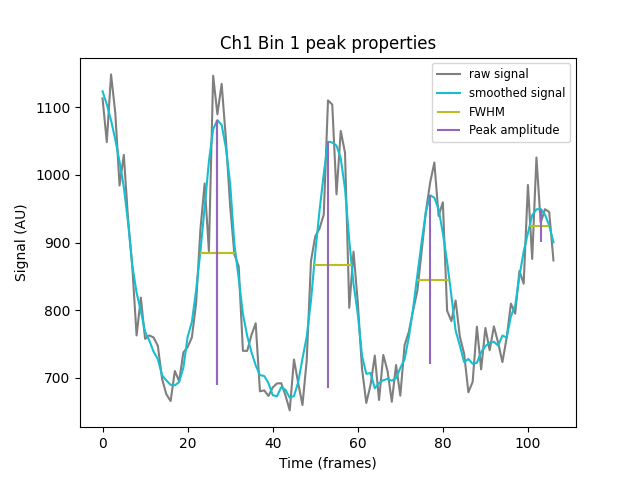 Ch1 Bin 1 peak properties
raw signal
smoothed signal
FWHM
Peak amplitude
1100
1000
900
800
700
Signal (AU)
0 20 40 60 80 100
Time (frames)